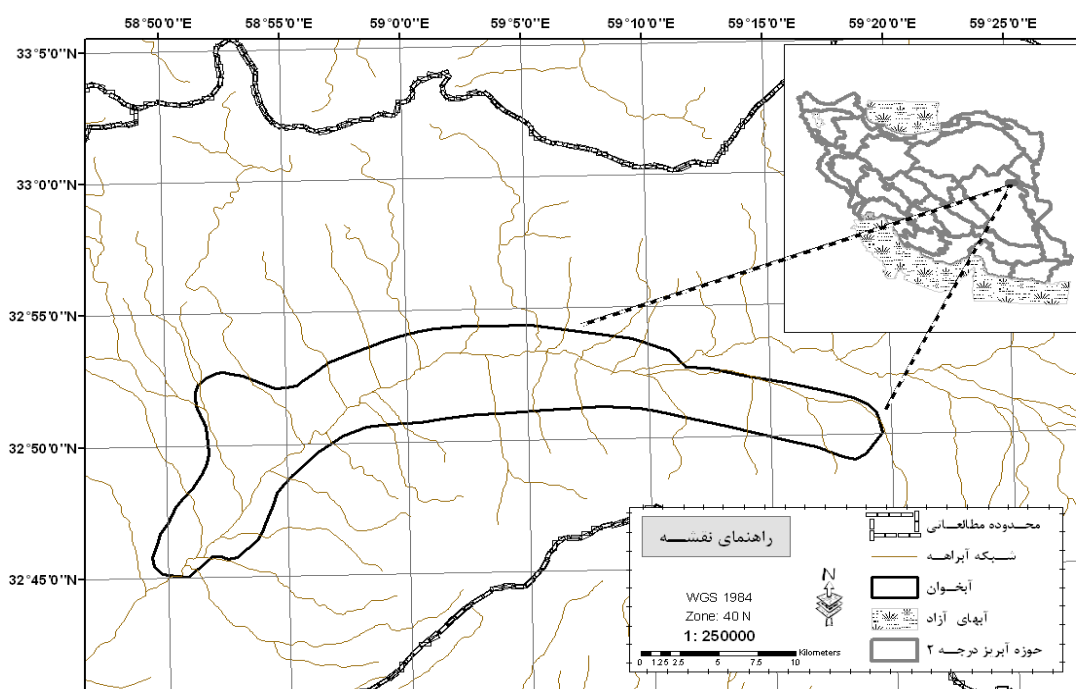 58°50'0"E 58°55'0"E 59°0'0"E 59°5'0"E 59°10'0"E 59°15'0"E 59°20'0"E 59°25'0"E
33°5'0"N
33°0'0"N
32°55'0"N
32°50'0"N
32°45'0"N
راهنمای نقشه
محدوده مطالعاتی
شبکه آبراهه
آبخوان
آبهای آزاد
حوزه آبریز درجه ۲
N
WGS 1984
Zone: 40 N
1: 250000
Kilometers
0 1.25 2.5 5 7.5 10